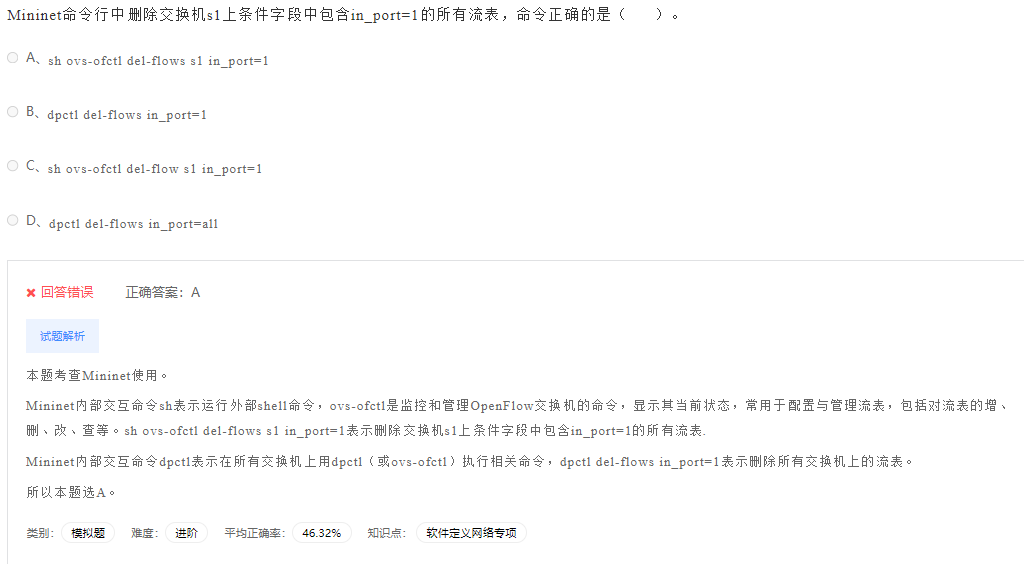 Mininet命令行中删除交换机s1上条件字段中包含in_port=1的所有流表，命令正确的是（　　）。
A、sh ovs-ofctl del-flows s1 in_port=1
B、dpctl del-flows in_port=1
C、sh ovs-ofctl del-flow s1 in_port=1
D、dpctl del-flows in_port=all
回答错误 正确答案：A
试题解析
本题考查Mininet使用。
Mininet内部交互命令sh表示运行外部shell命令，ovs-ofctl是监控和管理OpenFlow交换机的命令，显示其当前状态，常用于配置与管理流表，包括对流表的增、
删、改、查等。sh ovs-ofctl del-flows s1 in_port=1表示删除交换机s1上条件字段中包含in_port=1的所有流表.
Mininet内部交互命令dpctl表示在所有交换机上用dpctl（或ovs-ofctl）执行相关命令，dpctl del-flows in_port=1表示删除所有交换机上的流表。
所以本题选A。
类别： 模拟题 难度： 进阶 平均正确率： 46.32% 知识点： 软件定义网络专项